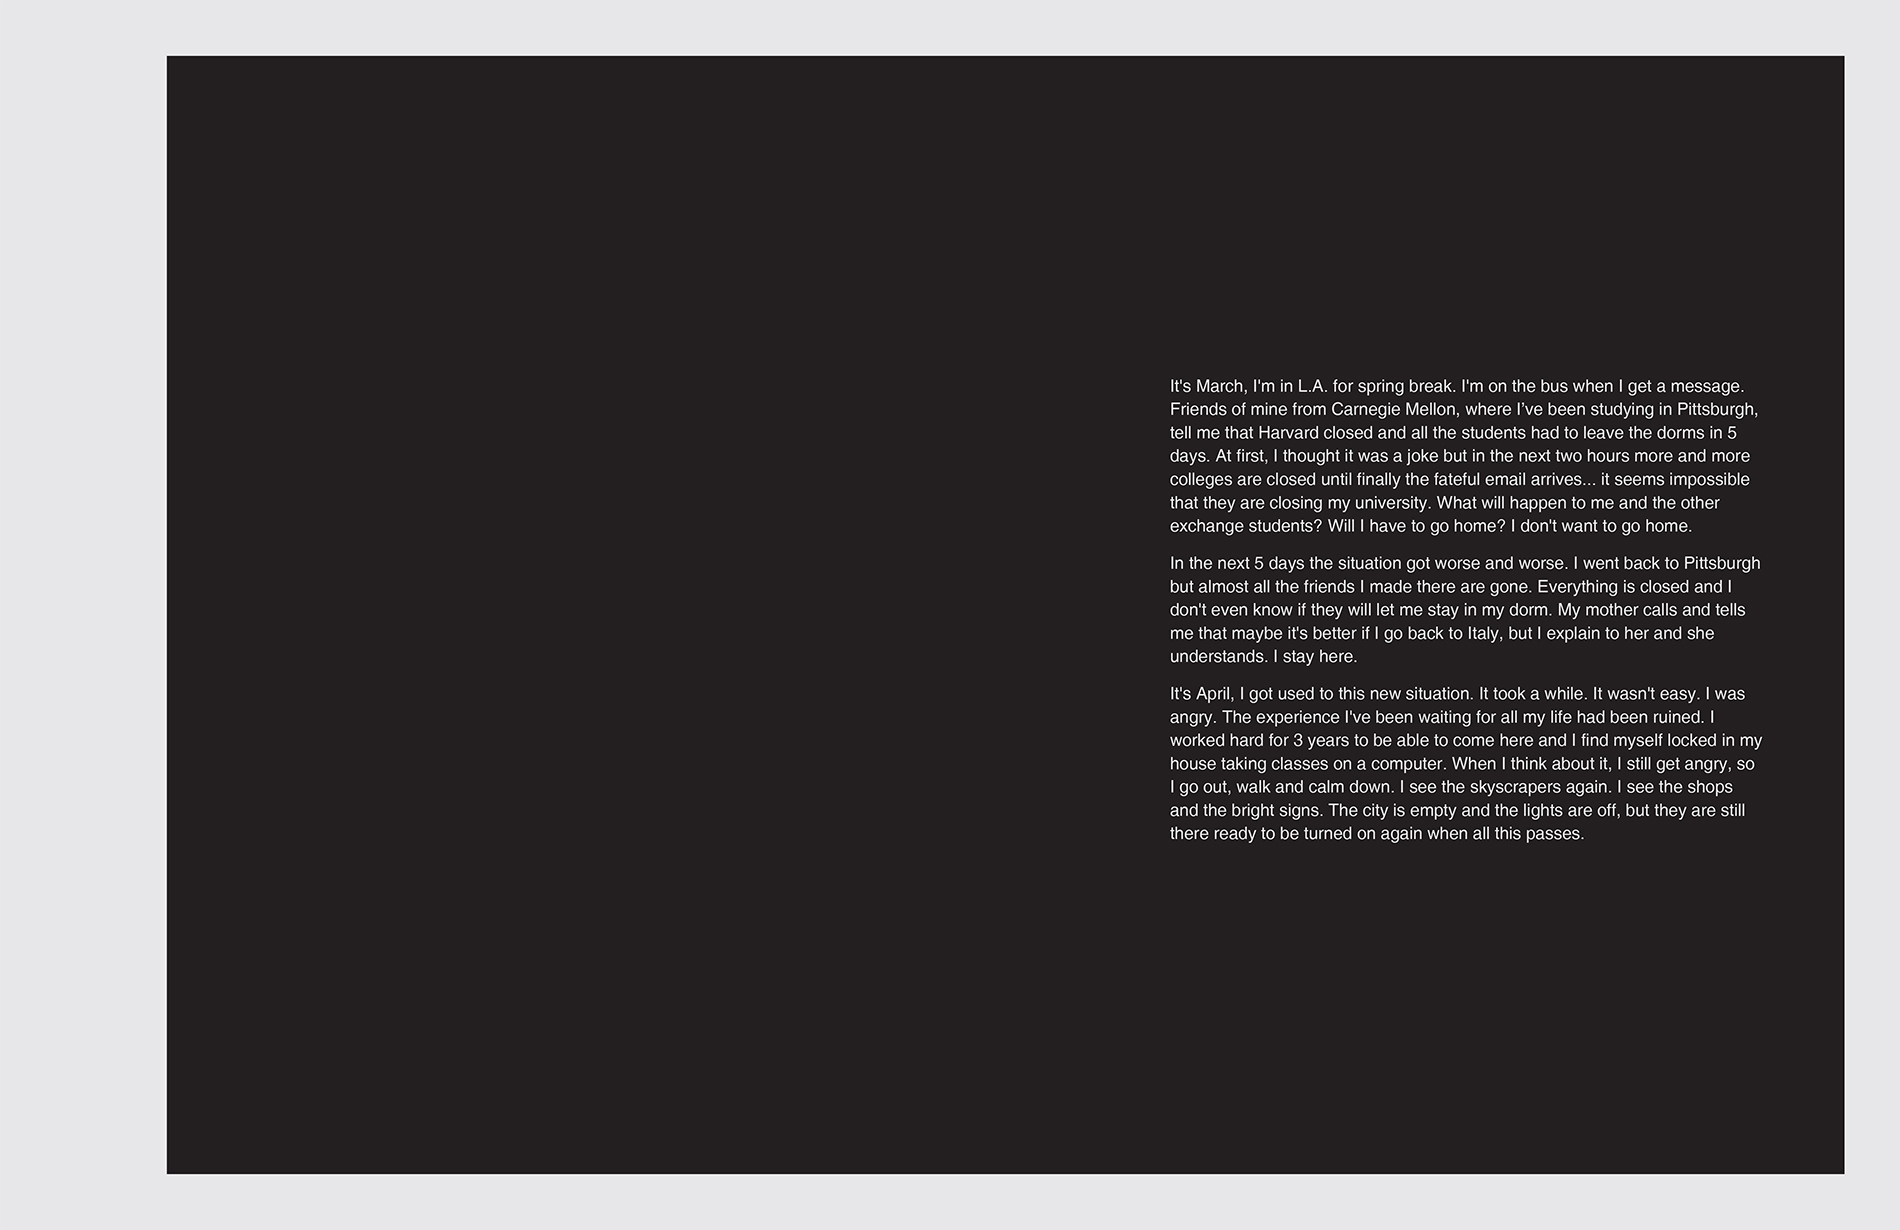 It's March, I'm in L.A. for spring break. I'm on the bus when I get a message.
Friends of mine from Carnegie Mellon, where I’ve been studying in Pittsburgh,
tell me that Harvard closed and all the students had to leave the dorms in 5
days. At first, I thought it was a joke but in the next two hours more and more
colleges are closed until finally the fateful email arrives... it seems impossible
that they are closing my university. What will happen to me and the other
exchange students? Will I have to go home? I don't want to go home.
In the next 5 days the situation got worse and worse. I went back to Pittsburgh
but almost all the friends I made there are gone. Everything is closed and I
don't even know if they will let me stay in my dorm. My mother calls and tells
me that maybe it's better if I go back to Italy, but I explain to her and she
understands. I stay here.
It's April, I got used to this new situation. It took a while. It wasn't easy. I was
angry. The experience I've been waiting for all my life had been ruined. I
worked hard for 3 years to be able to come here and I find myself locked in my
house taking classes on a computer. When I think about it, I still get angry, so
I go out, walk and calm down. I see the skyscrapers again. I see the shops
and the bright signs. The city is empty and the lights are off, but they are still
there ready to be turned on again when all this passes.